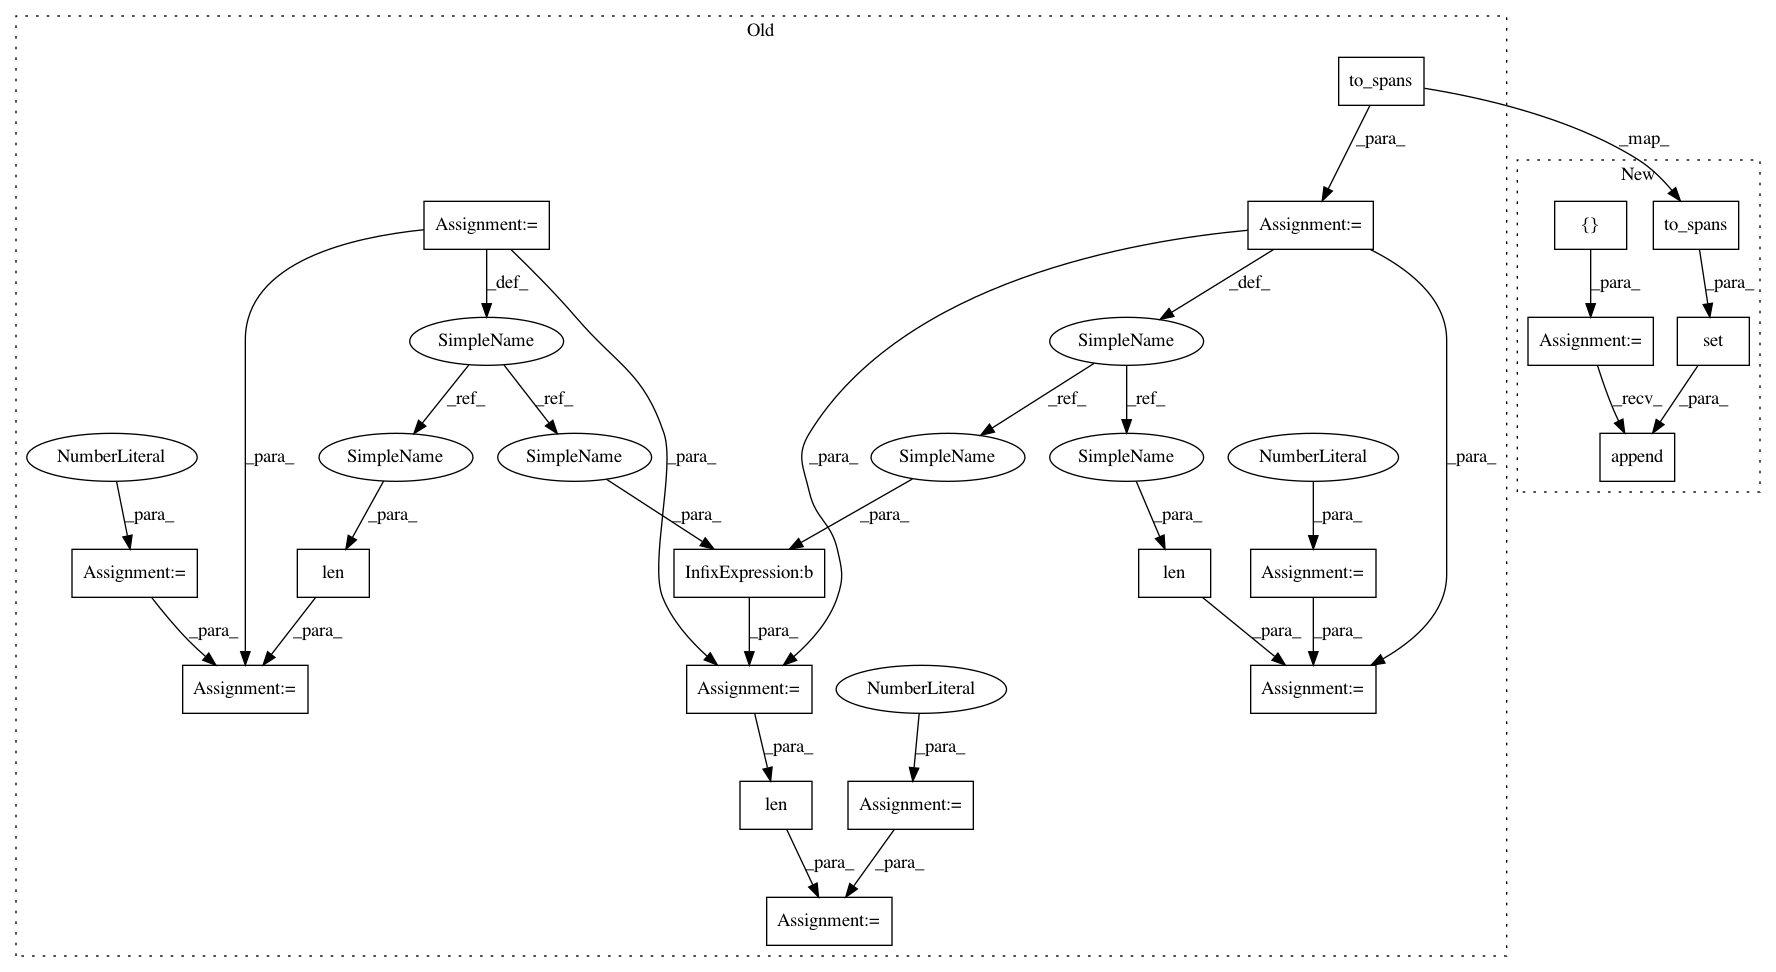 Old
to_spans
_para_
_map_
New
Assignment:=
Assignment:=
{}
to_spans
_def_
_def_
_para_
_para_
SimpleName
SimpleName
Assignment:=
set
_ref_
_ref_
_ref_
_ref_
_recv_
_para_
NumberLiteral
_para_
SimpleName
SimpleName
_para_
_para_
SimpleName
SimpleName
NumberLiteral
_para_
append
_para_
_para_
_para_
_para_
_para_
_para_
Assignment:=
len
InfixExpression:b
len
Assignment:=
_para_
_para_
_para_
_para_
_para_
Assignment:=
Assignment:=
NumberLiteral
Assignment:=
_para_
_para_
len
Assignment:=
_para_
_para_
Assignment:=